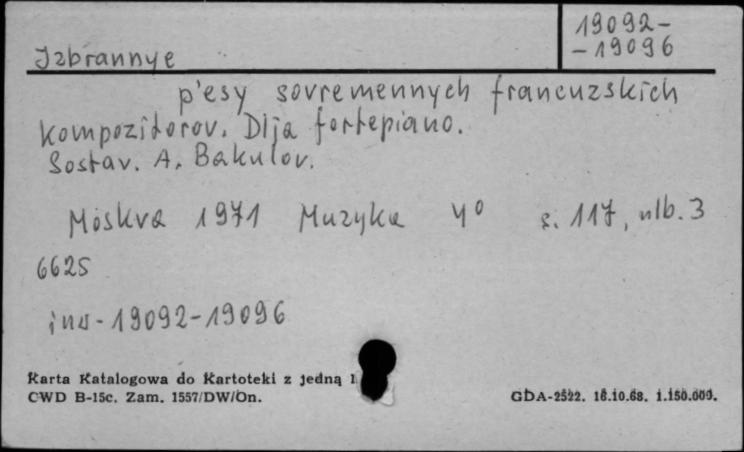 19092-
-19096
Izbrannye
p'esy sovremennych francuzskich
kompozitorov. Dlja fortepiano.
Sostav. A. Bakulov.
Moskva 1971 Muzyka 4° s. 117, nlb. 3
6625
inw-19092-19096
Karta Katalogowa do Kartoteki z jedną
CWD B-15c. Zam. 1557/DW/On.
GDA-2522. 16.10.68. 1.150.000.